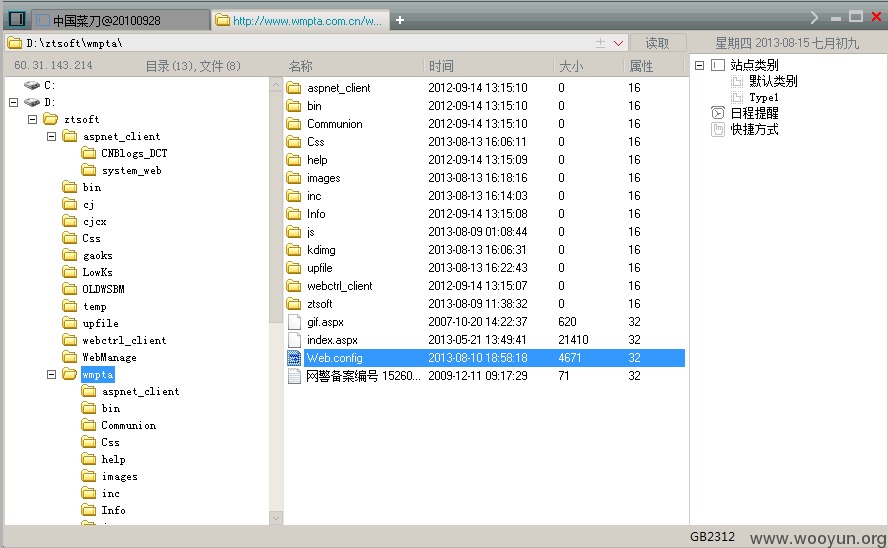 中国菜刀@20100928 http://www.wmpta.com.cn/w...
D:\ztsoft\wmpta\ 读取 星期四 2013-08-15 七月初九
60.31.143.214 目录(13),文件(8) 名称 时间 大小 属性
C:
D:
ztsoft
aspnet_client
CNBlogs_DCT
system_web
bin
cj
cjcx
Css
gaoks
LowKs
OLDWSBM
temp
upfile
webctrl_client
WebManage
wmpta
aspnet_client
bin
Communion
Css
help
images
inc
Info
aspnet_client 2012-09-14 13:15:10 0 16
bin 2012-09-14 13:15:10 0 16
Communion 2012-09-14 13:15:10 0 16
Css 2013-08-13 16:06:11 0 16
help 2012-09-14 13:15:09 0 16
images 2013-08-13 16:18:16 0 16
inc 2013-08-13 16:14:03 0 16
Info 2012-09-14 13:15:08 0 16
js 2013-08-09 01:08:44 0 16
kdimg 2013-08-13 16:06:31 0 16
upfile 2013-08-13 16:22:43 0 16
webctrl_client 2012-09-14 13:15:07 0 16
ztsoft 2013-08-09 11:38:32 0 16
gif.aspx 2007-10-20 14:22:37 620 32
index.aspx 2013-05-21 13:49:41 21410 32
Web.config 2013-08-10 18:58:18 4671 32
网警备案编号 15260... 2009-12-11 09:17:29 71 32
站点类别
默认类别
Type1
日程提醒
快捷方式
GB2312
www.wooyun.org